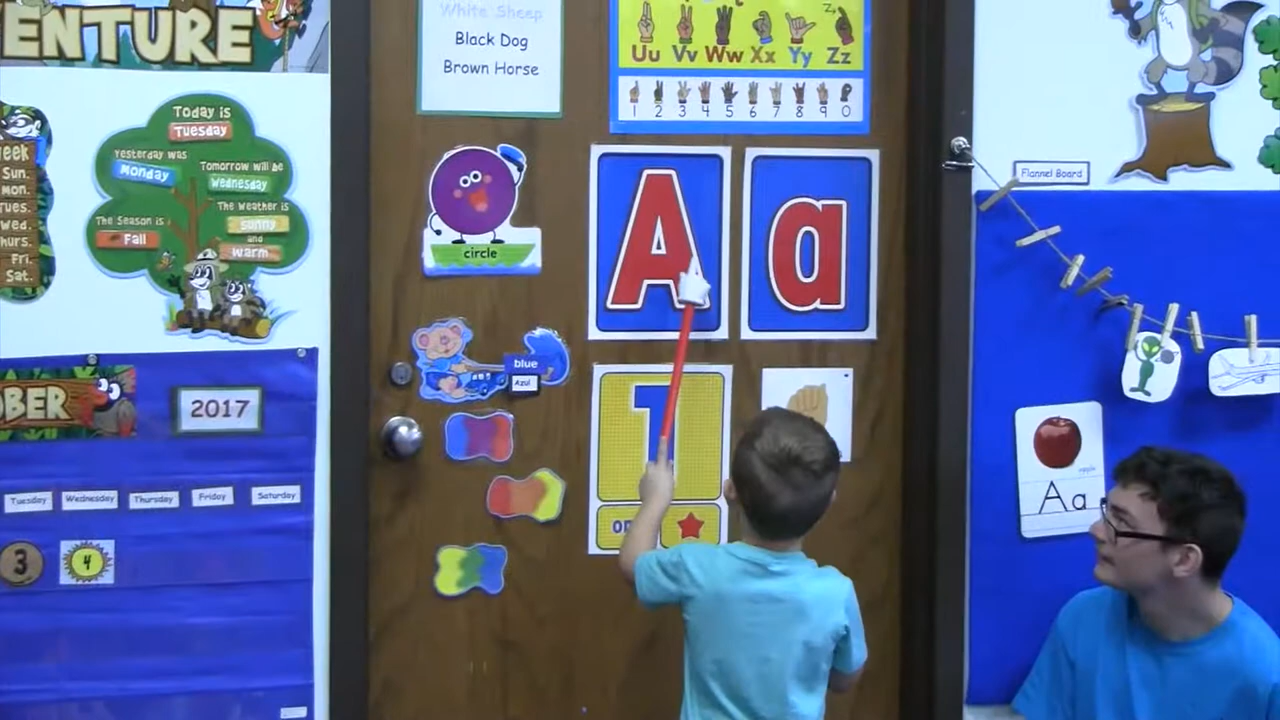 ENTURE
White Sheep
Black Dog
Brown Horse
Uu Vv Ww Xx Yy Zz
1 2 3 4 5 6 7 8 9 0
Today is
Tuesday
Yesterday was
Monday
Tomorrow will be
Wednesday
The Season is
Fall
The Weather is
sunny
and
warm
eek
Sun.
Mon.
Tues.
Wed.
hurs.
Fri.
Sat.
circle
A
a
blue
Azul
1
Flannel Board
apple
Aa
OBER
2017
Tuesday Wednesday Thursday Friday Saturday
3 4